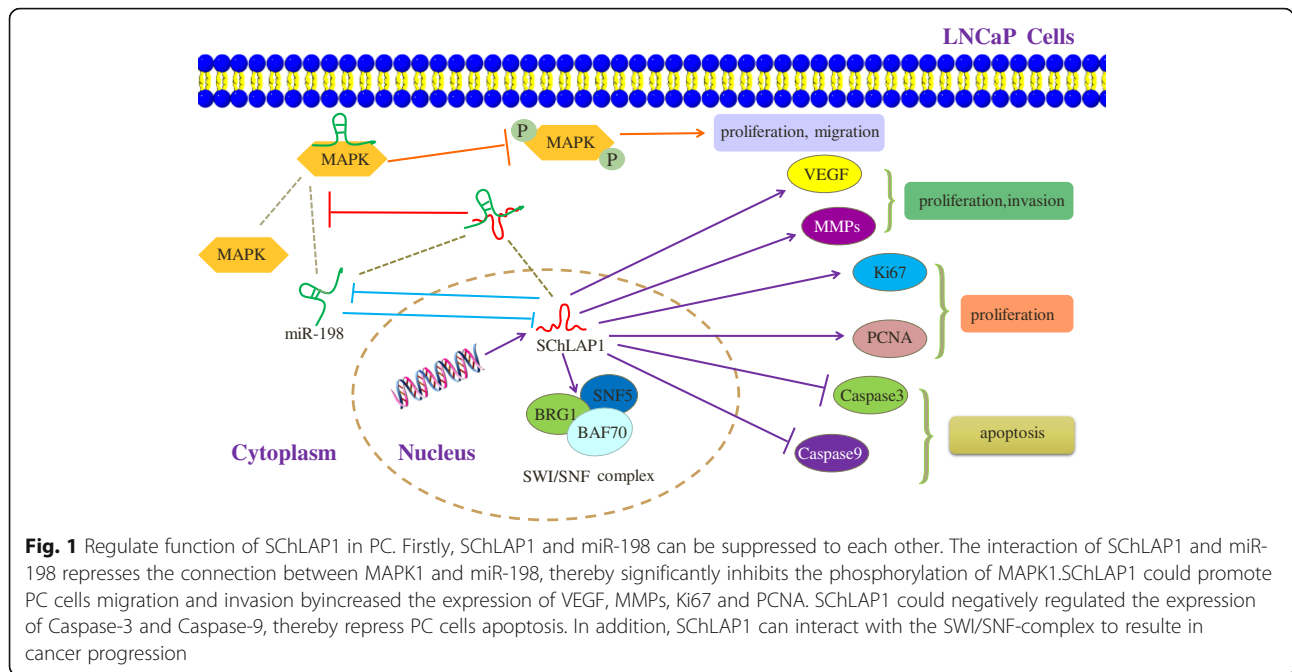 LNCaP Cells
P
MAPK
MAPK
P
proliferation, migration
VEGF
proliferation,invasion
MMPs
MAPK
Ki67
miR-198
proliferation
SChLAP1
PCNA
SNF5
Caspase3
BRG1
BAF70
apoptosis
Cytoplasm
Nucleus
Caspase9
SWI/SNF complex
Fig. 1 Regulate function of SChLAP1 in PC. Firstly, SChLAP1 and miR-198 can be suppressed to each other. The interaction of SChLAP1 and miR-
198 represses the connection between MAPK1 and miR-198, thereby significantly inhibits the phosphorylation of MAPK1.SChLAP1 could promote
PC cells migration and invasion byincreased the expression of VEGF, MMPs, Ki67 and PCNA. SChLAP1 could negatively regulated the expression
of Caspase-3 and Caspase-9, thereby repress PC cells apoptosis. In addition, SChLAP1 can interact with the SWI/SNF-complex to resulte in
cancer progression